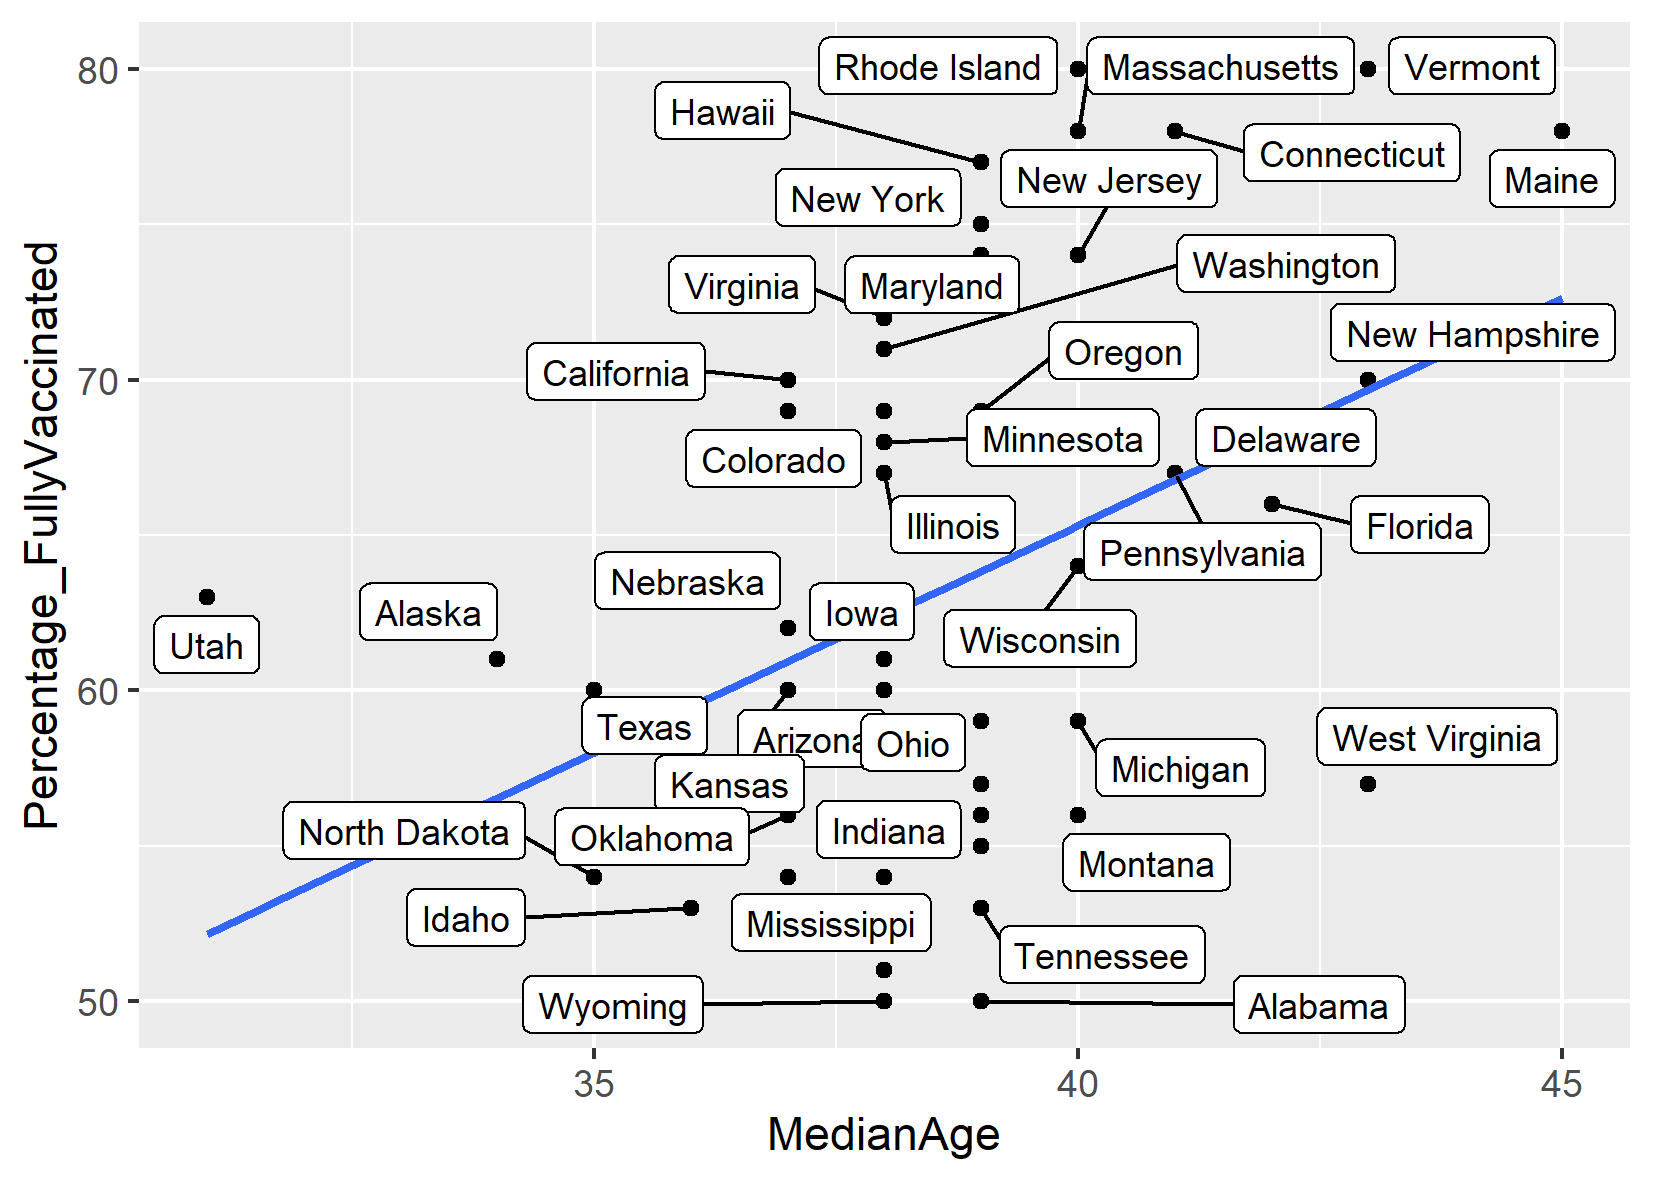 80
70
60
50
Percentage_FullyVaccinated
Rhode Island
Massachusetts
Vermont
Hawaii
Connecticut
New Jersey
Maine
New York
Washington
Virginia
Maryland
New Hampshire
Oregon
California
Minnesota
Delaware
Colorado
Illinois
Florida
Pennsylvania
Nebraska
Iowa
Alaska
Wisconsin
Utah
Texas
Arizona
Ohio
West Virginia
Michigan
Kansas
North Dakota
Oklahoma
Indiana
Montana
Idaho
Mississippi
Tennessee
Wyoming
Alabama
35
40
45
MedianAge